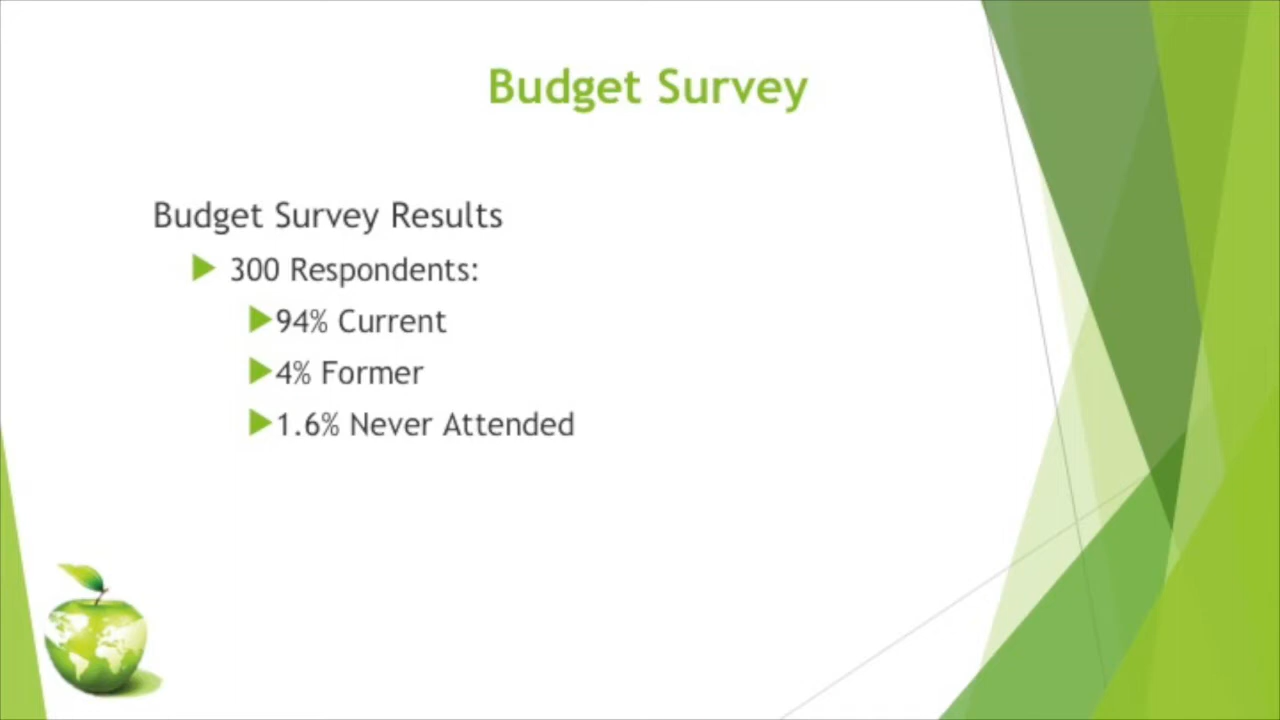 Budget Survey
Budget Survey Results
300 Respondents:
94% Current
4% Former
1.6% Never Attended